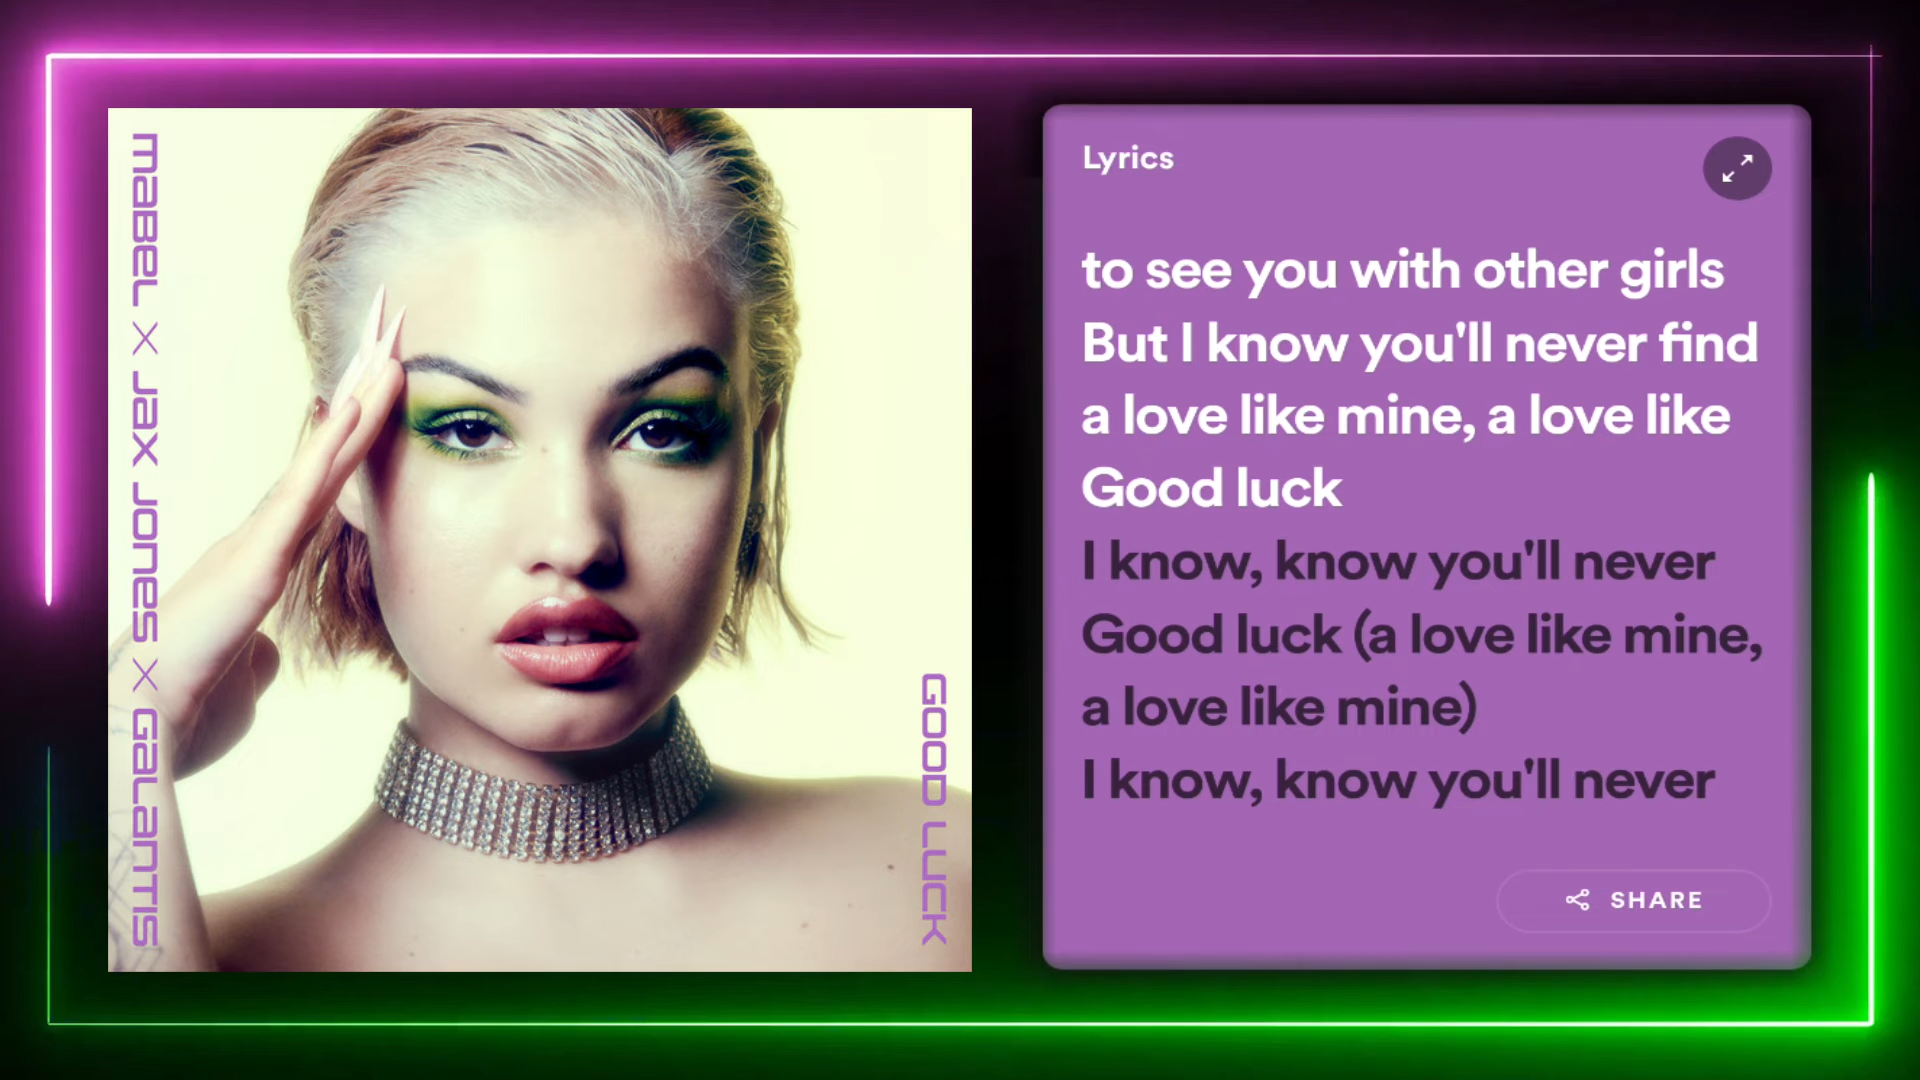 MABEL X JAX JONES X GALANTIS
GOOD LUCK
Lyrics
to see you with other girls
But I know you'll never find
a love like mine, a love like
Good luck
I know, know you'll never
Good luck (a love like mine,
a love like mine)
I know, know you'll never
SHARE